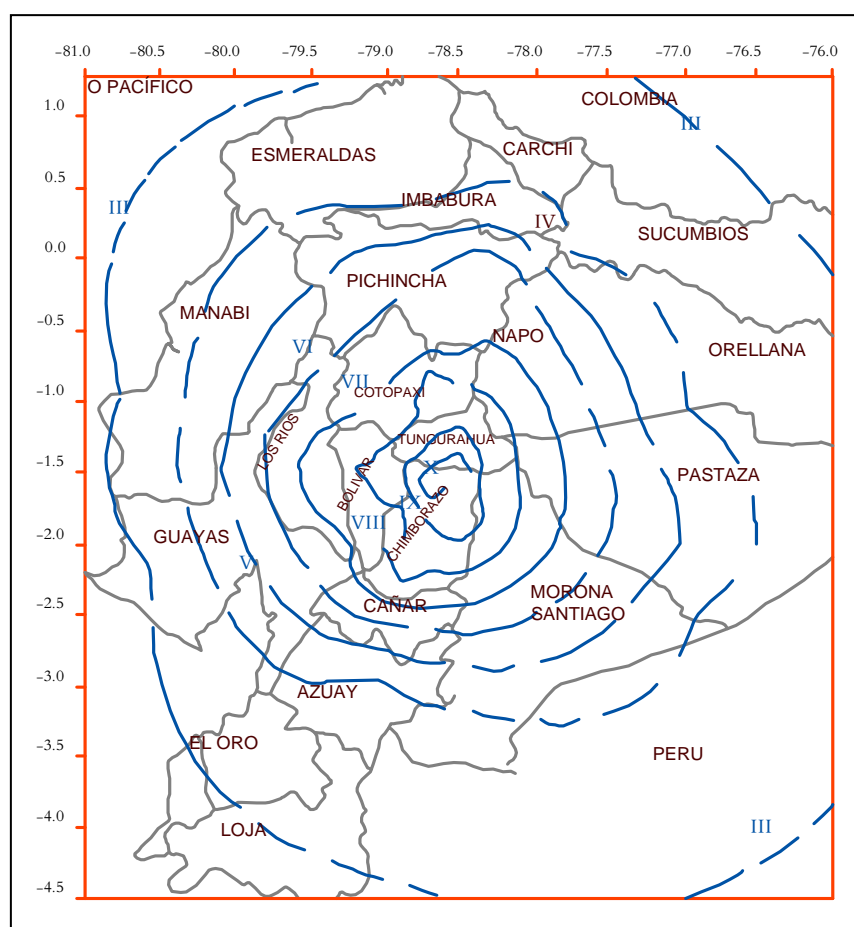 -81.0 -80.5 -80.0 -79.5 -79.0 -78.5 -78.0 -77.5 -77.0 -76.5 -76.0
O PACÍFICO
COLOMBIA
1.0
III
CARCHI
ESMERALDAS
0.5
IMBABURA
III
IV
SUCUMBIOS
0.0
PICHINCHA
MANABI
-0.5
NAPO
VI
ORELLANA
VII
-1.0
COTOPAXI
LOS RIOS
TUNGURAHUA
-1.5
X
BOLIVAR
PASTAZA
IX
CHIMBORAZO
VIII
-2.0
GUAYAS
V
MORONA
-2.5
CAÑAR
SANTIAGO
-3.0
AZUAY
-3.5
EL ORO
PERU
-4.0
LOJA
III
-4.5